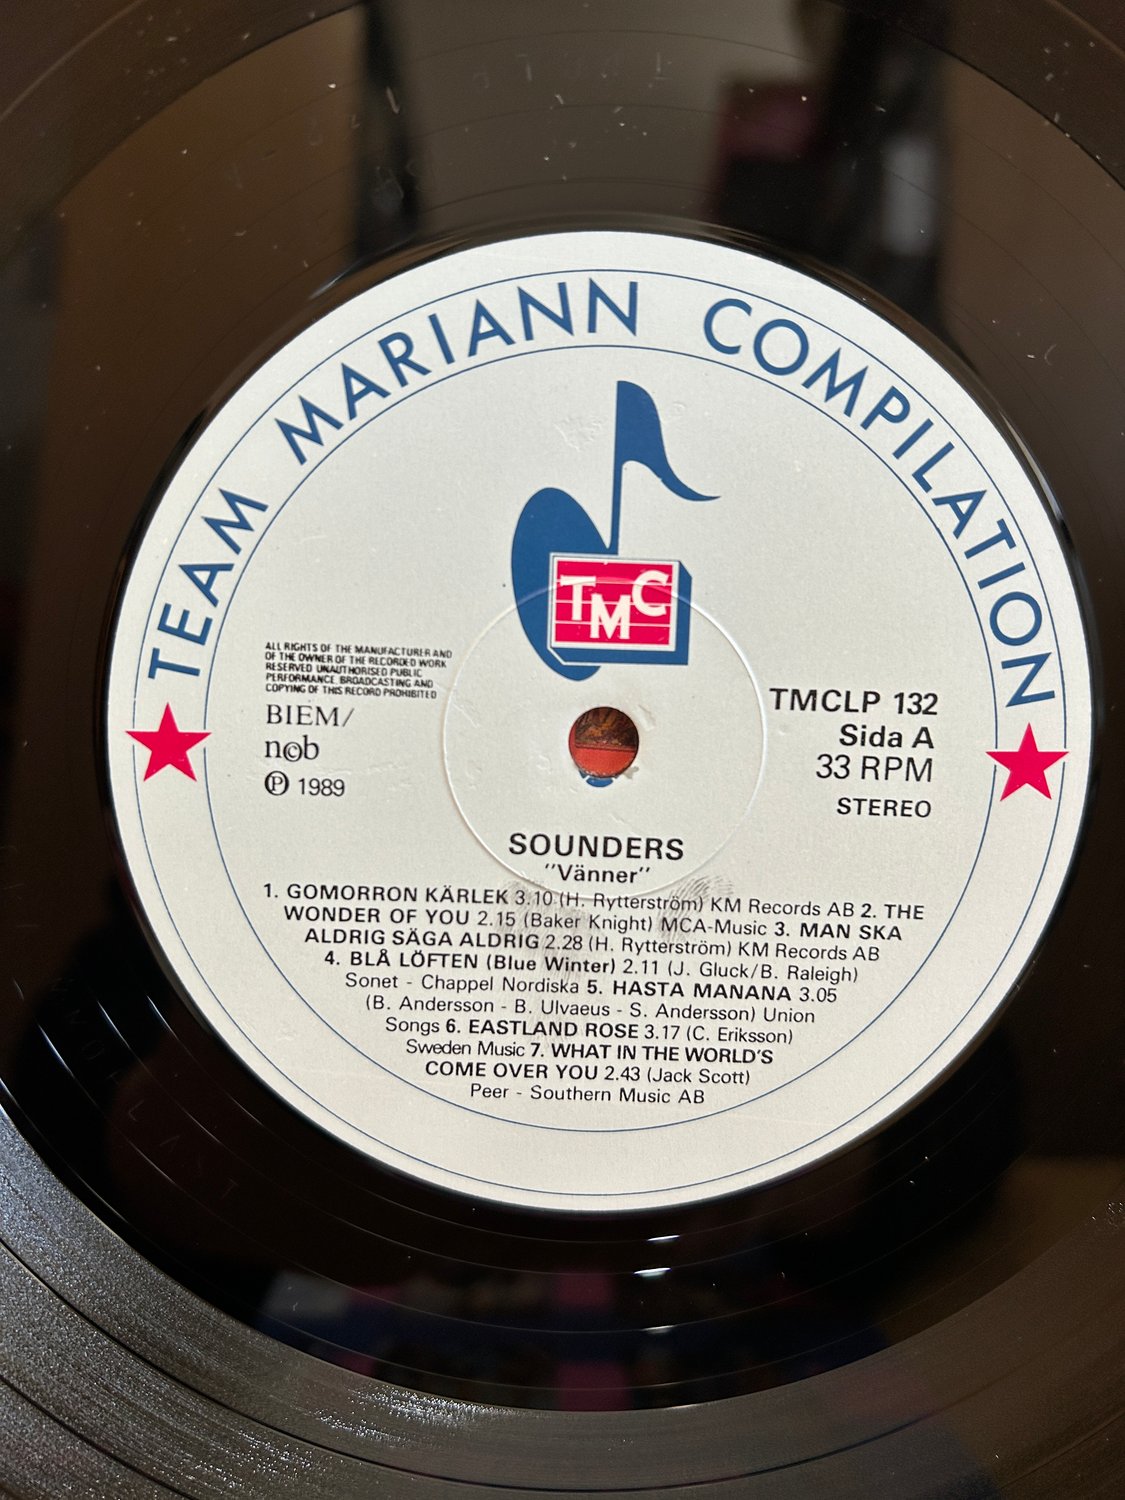 TEAM MARIANN COMPILATION
TMC
ALL RIGHTS OF THE MANUFACTURER AND
OF THE OWNER OF THE RECORDED WORK
RESERVED UNAUTHORISED PUBLIC
PERFORMANCE, BROADCASTING AND
COPYING OF THIS RECORD PROHIBITED
BIEM/
n©b
℗ 1989
TMCLP 132
Sida A
33 RPM
STEREO
SOUNDERS
"Vänner"
1. GOMORRON KÄRLEK 3.10 (H. Rytterström) KM Records AB 2. THE
WONDER OF YOU 2.15 (Baker Knight) MCA-Music 3. MAN SKA
ALDRIG SÄGA ALDRIG 2.28 (H. Rytterström) KM Records AB
4. BLÅ LÖFTEN (Blue Winter) 2.11 (J. Gluck/B. Raleigh)
Sonet - Chappel Nordiska 5. HASTA MANANA 3.05
(B. Andersson - B. Ulvaeus - S. Andersson) Union
Songs 6. EASTLAND ROSE 3.17 (C. Eriksson)
Sweden Music 7. WHAT IN THE WORLD'S
COME OVER YOU 2.43 (Jack Scott)
Peer - Southern Music AB